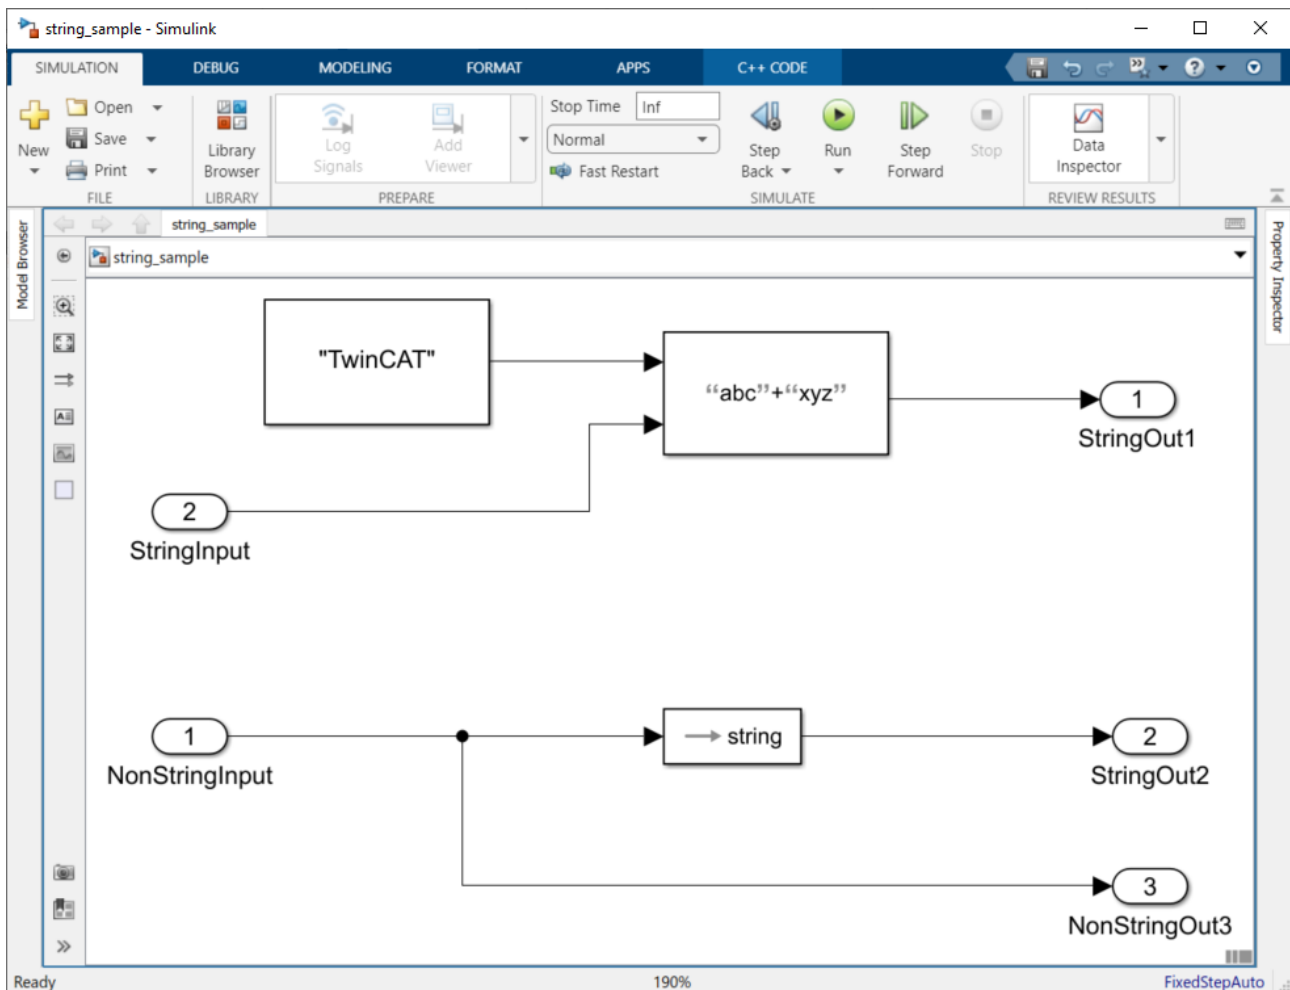 string_sample - Simulink
SIMULATION DEBUG MODELING FORMAT APPS C++ CODE
New
Open
Save
Print
FILE
Library
Browser
LIBRARY
Log
Signals
Add
Viewer
PREPARE
Stop Time Inf
Normal
Fast Restart
Step
Back
Run
Step
Forward
Stop
SIMULATE
Data
Inspector
REVIEW RESULTS
Model Browser
string_sample
string_sample
Property Inspector
"TwinCAT"
“abc”+“xyz”
1
StringOut1
2
StringInput
1
NonStringInput
string
2
StringOut2
3
NonStringOut3
Ready 190% FixedStepAuto